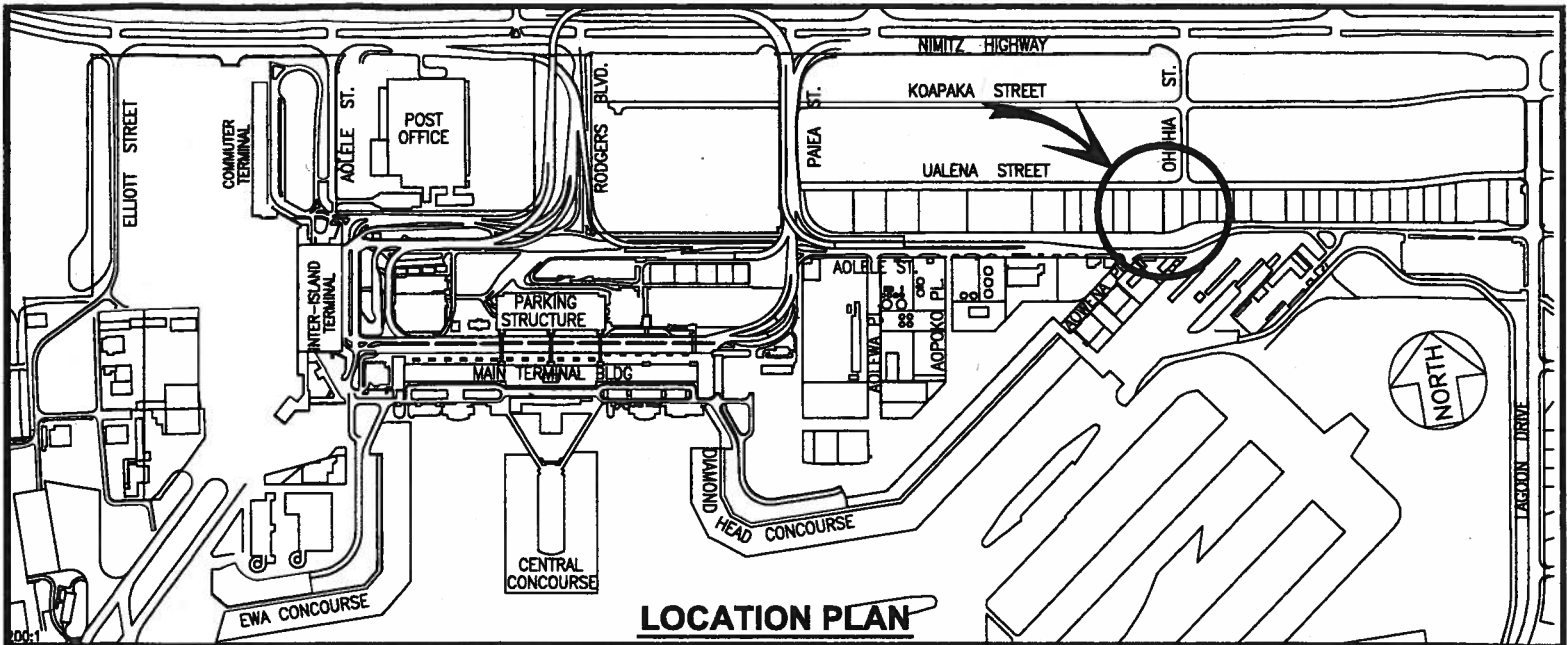 NIMITZ HIGHWAY
KOAPAKA STREET
ST.
OHOHIA
UALENA STREET
PAIEA ST.
RODGERS BLVD.
POST
OFFICE
AOLELE ST.
COMMUTER
TERMINAL
ELLIOTT STREET
INTER-ISLAND
TERMINAL
PARKING
STRUCTURE
MAIN TERMINAL BLDG
AOLELE ST.
AOLEWA PL.
AOPOKO PL.
AOWENA PL.
NORTH
LAGOON DRIVE
DIAMOND
HEAD CONCOURSE
CENTRAL
CONCOURSE
EWA CONCOURSE
LOCATION PLAN